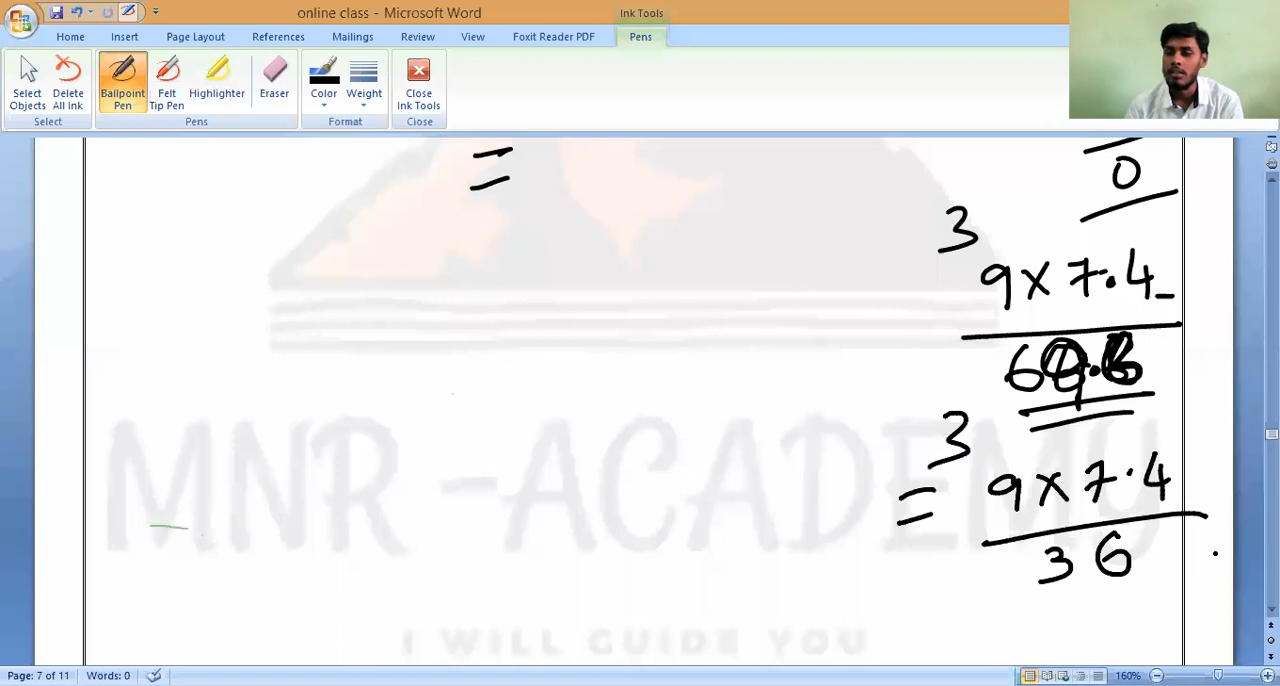 online class - Microsoft Word
Ink Tools
Home Insert Page Layout References Mailings Review View Foxit Reader PDF Pens
Select Objects Delete All Ink Ballpoint Pen Felt Tip Pen Highlighter Eraser Color Weight Close Ink Tools
Select Pens Format Close
=
0
3
9 x 7.4
3
= 9 x 7.4
36
MNR -ACADEMY
I WILL GUIDE YOU
Page: 7 of 11 Words: 0 160%